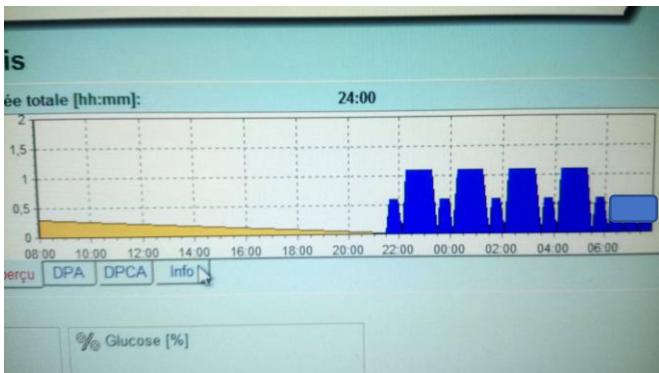 is
ée totale [hh:mm]: 24:00
2
1,5
1
0,5
0
08:00 10:00 12:00 14:00 16:00 18:00 20:00 22:00 00:00 02:00 04:00 06:00
erçu DPA DPCA Info
% Glucose [%]